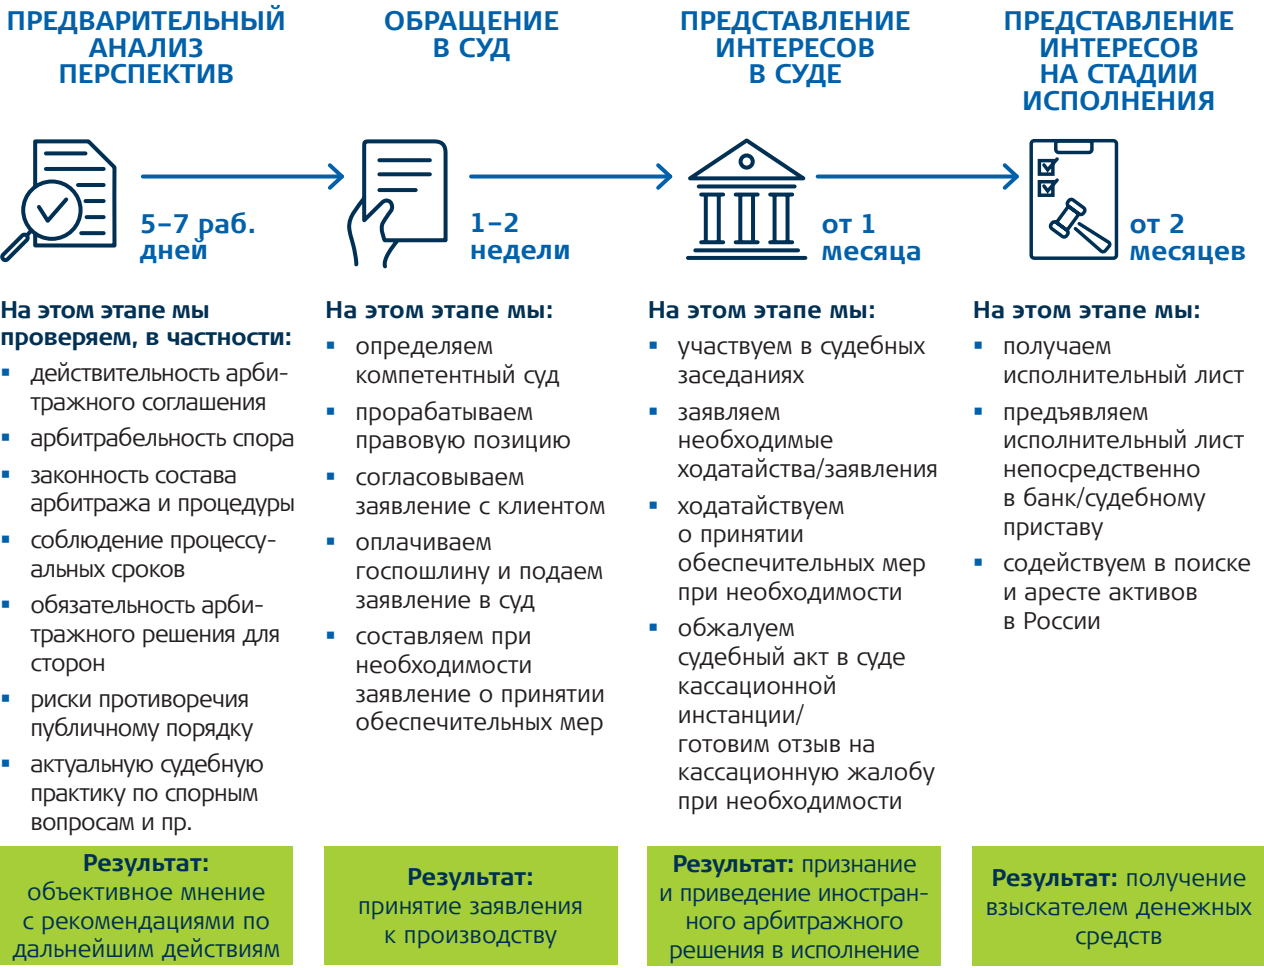 ПРЕДВАРИТЕЛЬНЫЙ
АНАЛИЗ
ПЕРСПЕКТИВ
5–7 раб.
дней
На этом этапе мы
проверяем, в частности:
▪ действительность арби-
тражного соглашения
▪ арбитрабельность спора
▪ законность состава
арбитража и процедуры
▪ соблюдение процессу-
альных сроков
▪ обязательность арби-
тражного решения для
сторон
▪ риски противоречия
публичному порядку
▪ актуальную судебную
практику по спорным
вопросам и пр.
Результат:
объективное мнение
с рекомендациями по
дальнейшим действиям
ОБРАЩЕНИЕ
В СУД
1–2
недели
На этом этапе мы:
▪ определяем
компетентный суд
▪ прорабатываем
правовую позицию
▪ согласовываем
заявление с клиентом
▪ оплачиваем
госпошлину и подаем
заявление в суд
▪ составляем при
необходимости
заявление о принятии
обеспечительных мер
Результат:
принятие заявления
к производству
ПРЕДСТАВЛЕНИЕ
ИНТЕРЕСОВ
В СУДЕ
от 1
месяца
На этом этапе мы:
▪ участвуем в судебных
заседаниях
▪ заявляем
необходимые
ходатайства/заявления
▪ ходатайствуем
о принятии
обеспечительных мер
при необходимости
▪ обжалуем
судебный акт в суде
кассационной
инстанции/
готовим отзыв на
кассационную жалобу
при необходимости
Результат: признание
и приведение иностран-
ного арбитражного
решения в исполнение
ПРЕДСТАВЛЕНИЕ
ИНТЕРЕСОВ
НА СТАДИИ
ИСПОЛНЕНИЯ
от 2
месяцев
На этом этапе мы:
▪ получаем
исполнительный лист
▪ предъявляем
исполнительный лист
непосредственно
в банк/судебному
приставу
▪ содействуем в поиске
и аресте активов
в России
Результат: получение
взыскателем денежных
средств